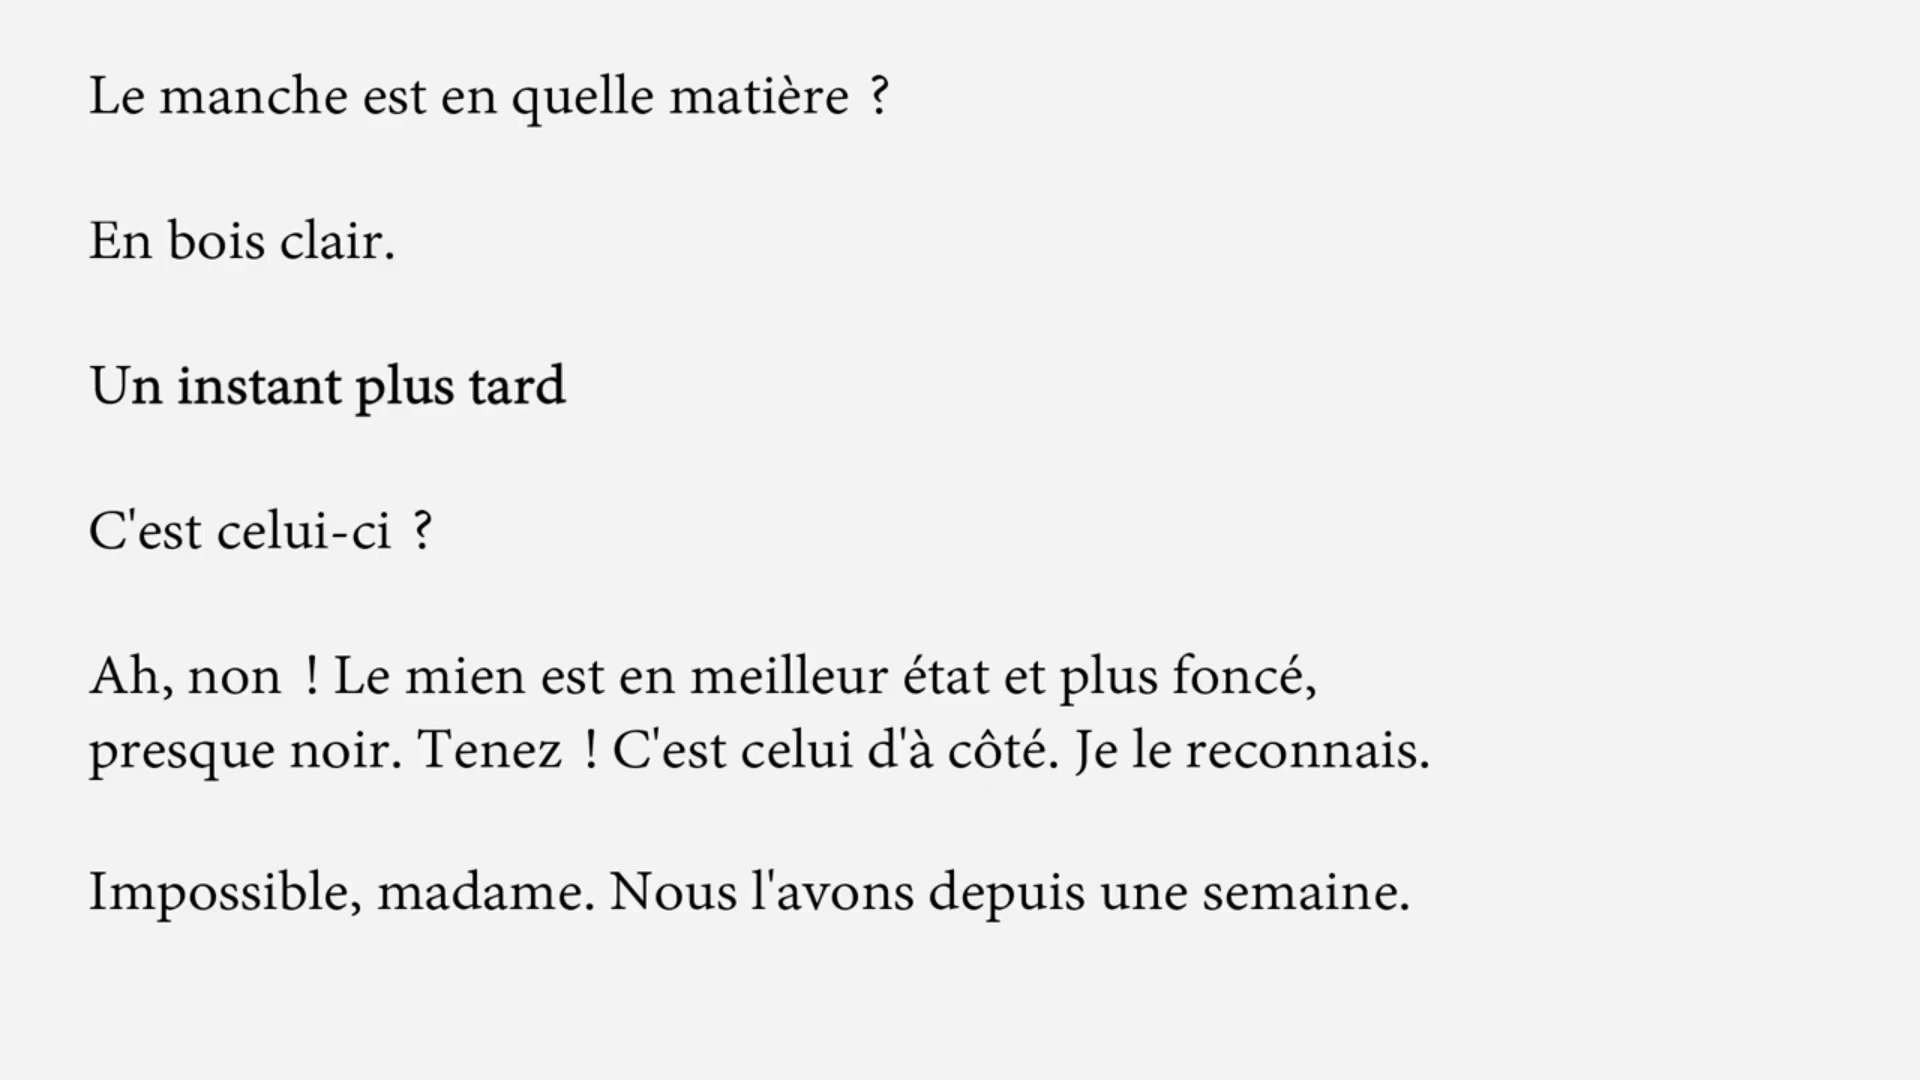 Le manche est en quelle matière ?
En bois clair.
Un instant plus tard
C'est celui-ci ?
Ah, non ! Le mien est en meilleur état et plus foncé,
presque noir. Tenez ! C'est celui d'à côté. Je le reconnais.
Impossible, madame. Nous l'avons depuis une semaine.